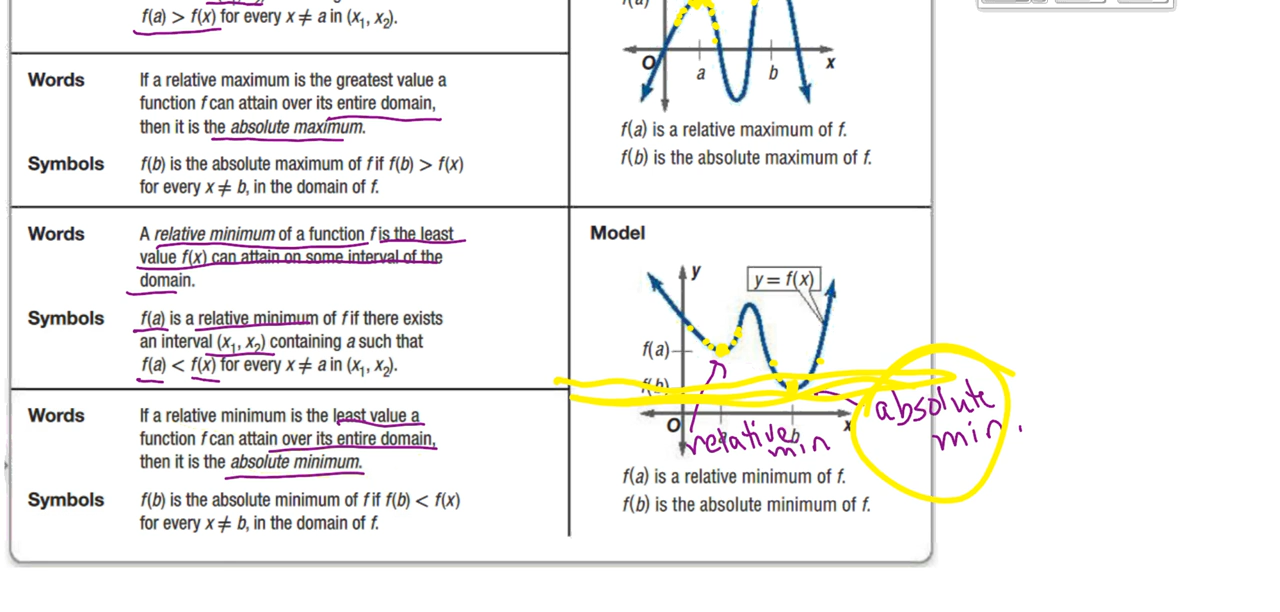 f(a) > f(x) for every x ≠ a in (x₁, x₂).
Words If a relative maximum is the greatest value a
function f can attain over its entire domain,
then it is the absolute maximum.
Symbols f(b) is the absolute maximum of f if f(b) > f(x)
for every x ≠ b, in the domain of f.
O a b x
f(a) is a relative maximum of f.
f(b) is the absolute maximum of f.
Words A relative minimum of a function f is the least
value f(x) can attain on some interval of the
domain.
Symbols f(a) is a relative minimum of f if there exists
an interval (x₁, x₂) containing a such that
f(a) < f(x) for every x ≠ a in (x₁, x₂).
Words If a relative minimum is the least value a
function f can attain over its entire domain,
then it is the absolute minimum.
Symbols f(b) is the absolute minimum of f if f(b) < f(x)
for every x ≠ b, in the domain of f.
Model
y
y = f(x)
f(a)
f(b)
O b x
relative
min
absolute
min.
f(a) is a relative minimum of f.
f(b) is the absolute minimum of f.